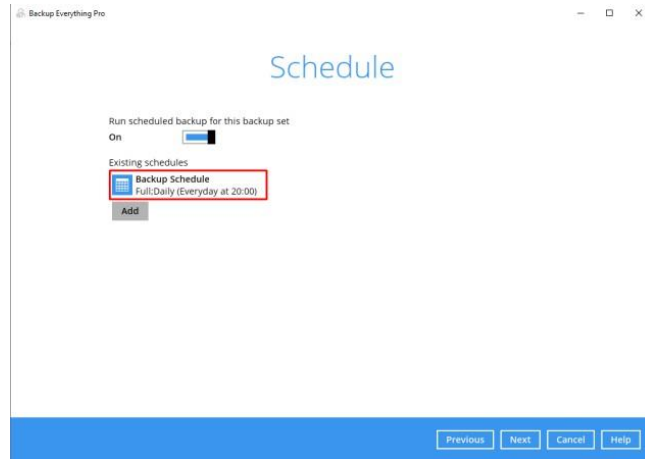 Backup Everything Pro
Schedule
Run scheduled backup for this backup set
On
Existing schedules
Backup Schedule
Full;Daily (Everyday at 20:00)
Add
Previous Next Cancel Help